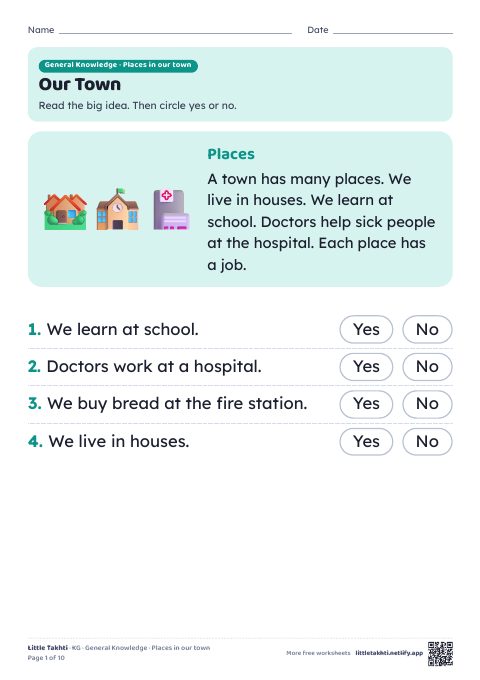 Name
Date
General Knowledge · Places in our town
Our Town
Read the big idea. Then circle yes or no.
Places
A town has many places. We
live in houses. We learn at
school. Doctors help sick people
at the hospital. Each place has
a job.
1. We learn at school. Yes No
2. Doctors work at a hospital. Yes No
3. We buy bread at the fire station. Yes No
4. We live in houses. Yes No
Little Takhti · KG · General Knowledge · Places in our town
Page 1 of 10
More free worksheets · littletakhti.netlify.app